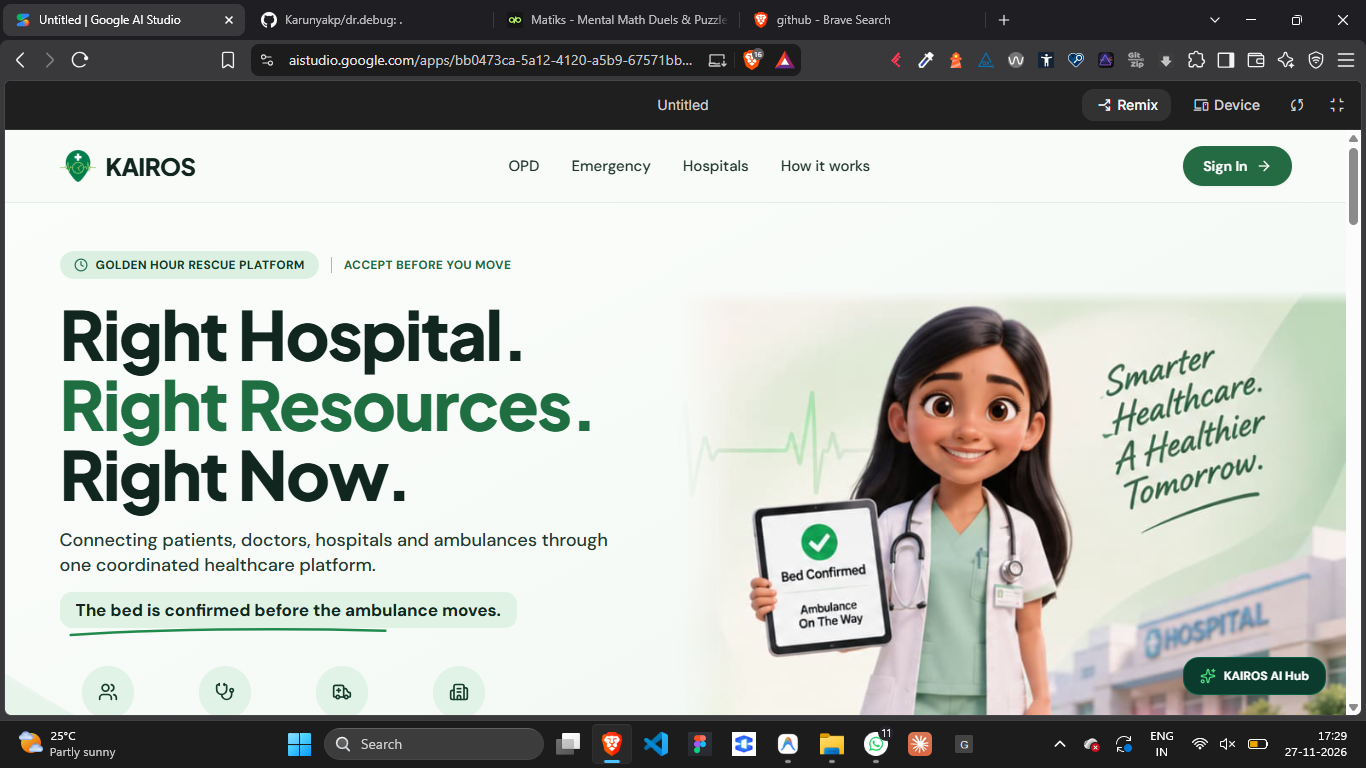 Untitled | Google AI Studio
Karunyakp/dr.debug: .
Matiks - Mental Math Duels & Puzzle
github - Brave Search
aistudio.google.com/apps/bb0473ca-5a12-4120-a5b9-67571bb...
16
Git
zip
Untitled
Remix
Device
KAIROS
OPD
Emergency
Hospitals
How it works
Sign In
GOLDEN HOUR RESCUE PLATFORM
ACCEPT BEFORE YOU MOVE
Right Hospital.
Right Resources.
Right Now.
Connecting patients, doctors, hospitals and ambulances through
one coordinated healthcare platform.
The bed is confirmed before the ambulance moves.
Smarter
Healthcare.
A Healthier
Tomorrow.
Bed Confirmed
Ambulance
On The Way
HOSPITAL
KAIROS AI Hub
25°C
Partly sunny
Search
11
G
ENG
IN
17:29
27-11-2026